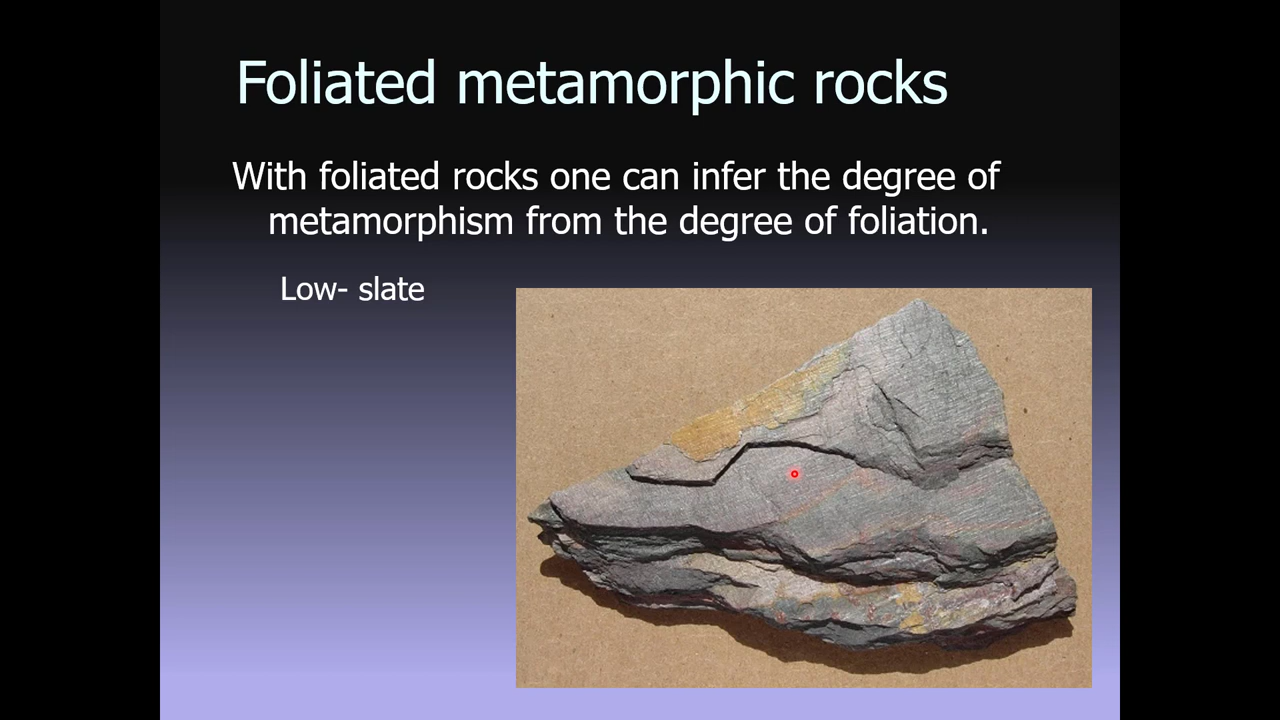 Foliated metamorphic rocks
With foliated rocks one can infer the degree of
metamorphism from the degree of foliation.
Low- slate